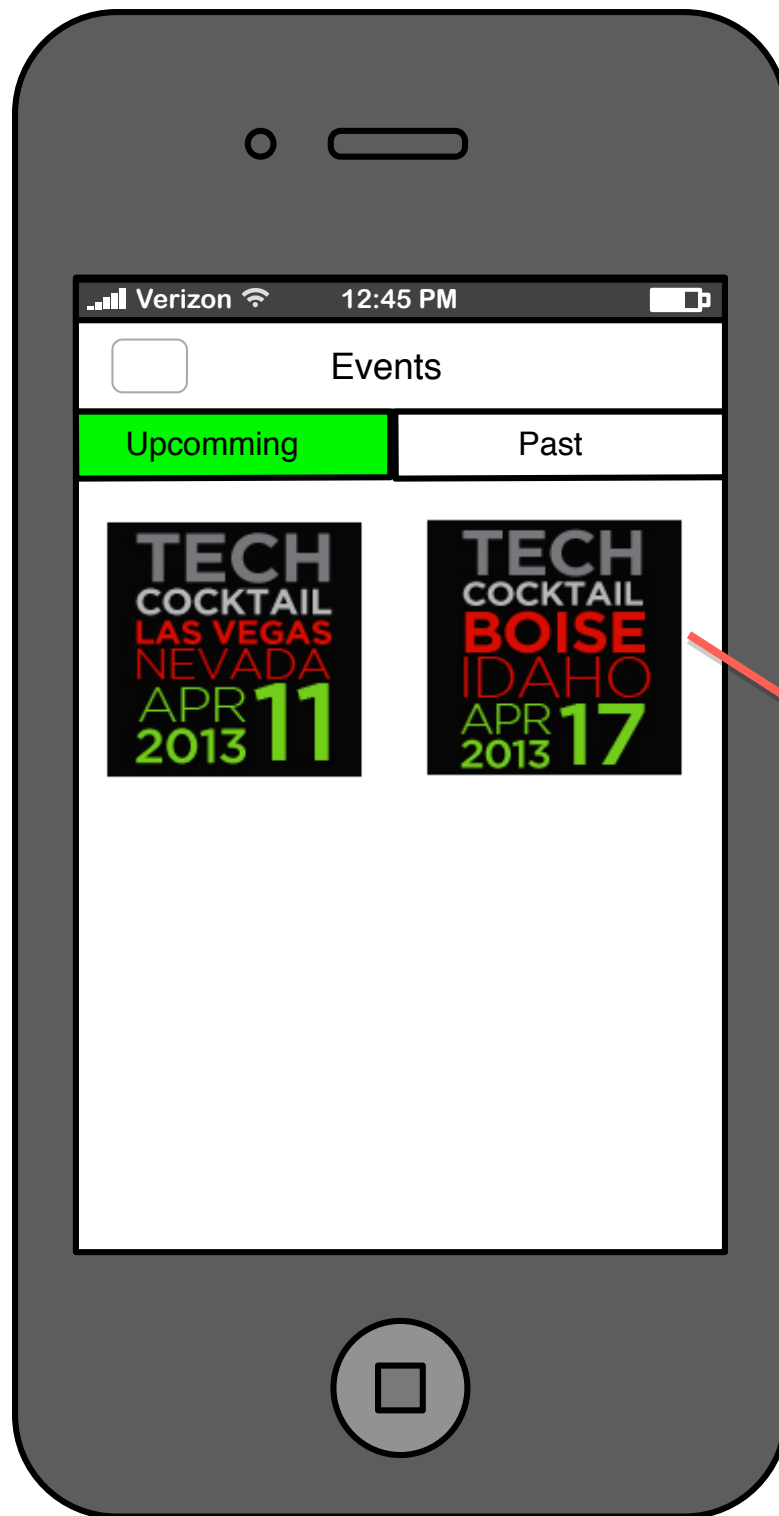 Verizon 12:45 PM
Events
Upcomming Past
TECH
COCKTAIL
LAS VEGAS
NEVADA
APR 11
2013
TECH
COCKTAIL
BOISE
IDAHO
APR 17
2013